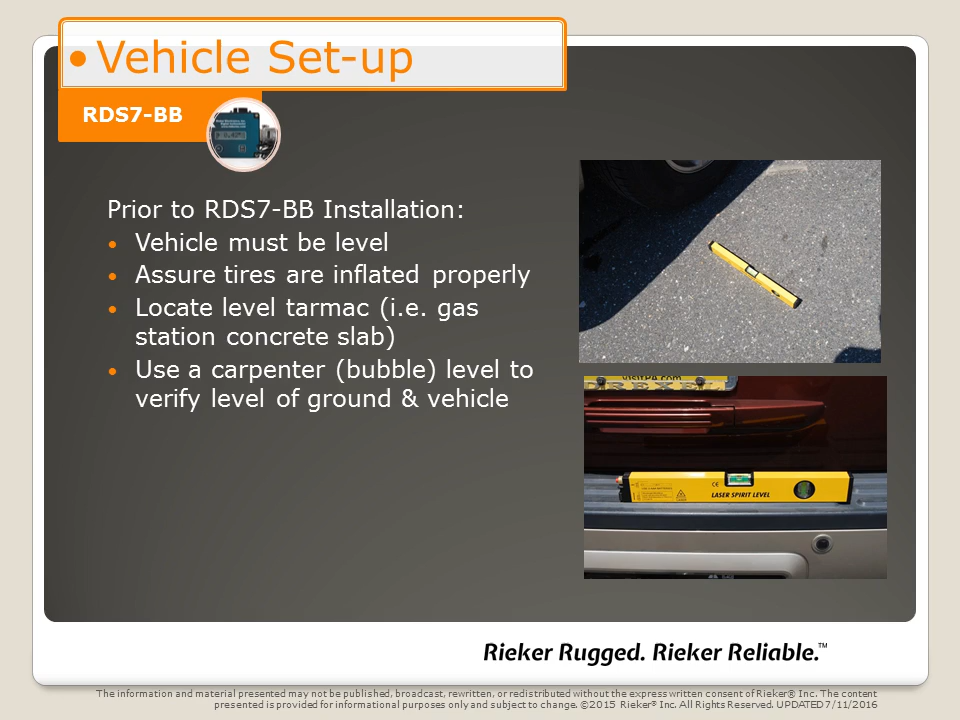 • Vehicle Set-up
RDS7-BB
Prior to RDS7-BB Installation:
• Vehicle must be level
• Assure tires are inflated properly
• Locate level tarmac (i.e. gas
station concrete slab)
• Use a carpenter (bubble) level to
verify level of ground & vehicle
visitPA.com
DREXEL
CE
LASER SPIRIT LEVEL
Rieker Rugged. Rieker Reliable.™
The information and material presented may not be published, broadcast, rewritten, or redistributed without the express written consent of Rieker® Inc. The content
presented is provided for informational purposes only and subject to change. ©2015 Rieker® Inc. All Rights Reserved. UPDATED 7/11/2016